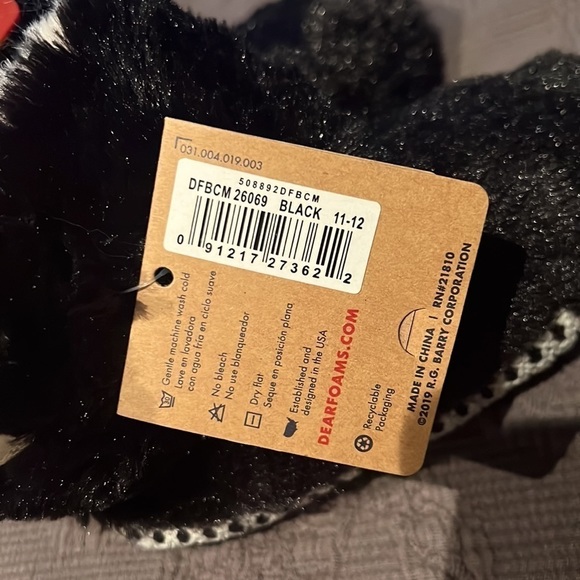 031.004.019.003
508892DFBCM
DFBCM 26069 BLACK 11-12
0 91217 27362 2
Gentle machine wash cold
Lave en lavadora
con agua fría en ciclo suave
No bleach
No use blanqueador
Dry flat
Seque en posición plana
Established and
designed in the USA
DEARFOAMS.COM
Recyclable
Packaging
MADE IN CHINA | RN#21810
©2019 R.G. BARRY CORPORATION